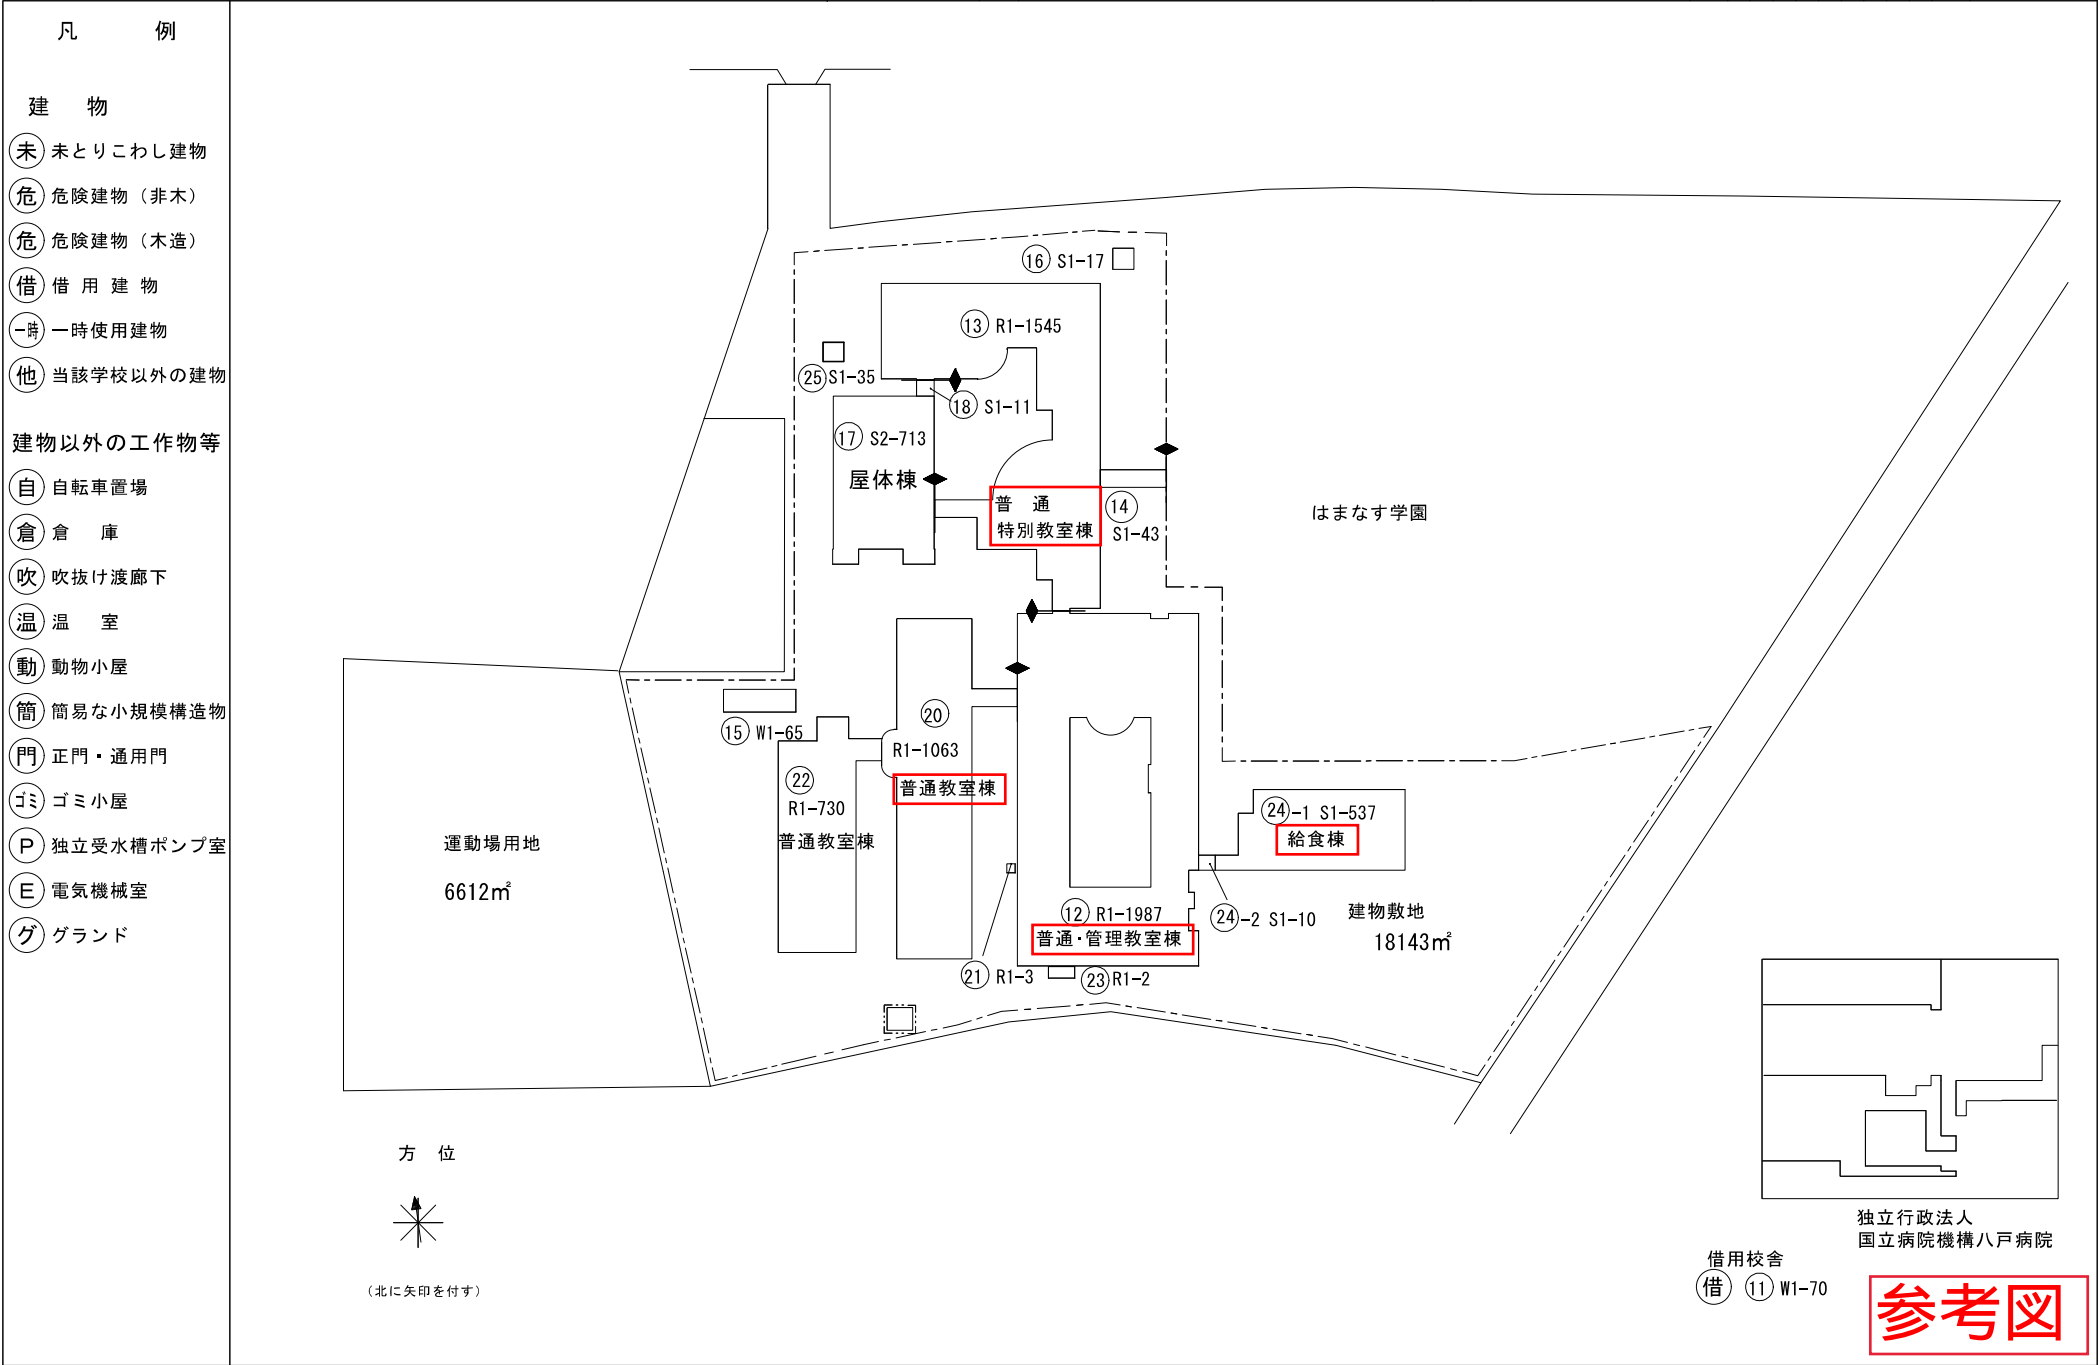 凡 例
建 物
未 未とりこわし建物
危 危険建物（非木）
危 危険建物（木造）
借 借用建物
一時 一時使用建物
他 当該学校以外の建物
建物以外の工作物等
自 自転車置場
倉 倉 庫
吹 吹抜け渡廊下
温 温 室
動 動物小屋
簡 簡易な小規模構造物
門 正門・通用門
ゴミ ゴミ小屋
P 独立受水槽ポンプ室
E 電気機械室
グ グランド
16 S1-17
13 R1-1545
25 S1-35
18 S1-11
17 S2-713
屋体棟
普 通
特別教室棟
14
S1-43
はまなす学園
15 W1-65
20
R1-1063
普通教室棟
22
R1-730
普通教室棟
24-1 S1-537
給食棟
運動場用地
6612㎡
12 R1-1987
普通・管理教室棟
24-2 S1-10
建物敷地
18143㎡
21 R1-3
23 R1-2
方 位
（北に矢印を付す）
独立行政法人
国立病院機構八戸病院
借用校舎
借 11 W1-70
参考図